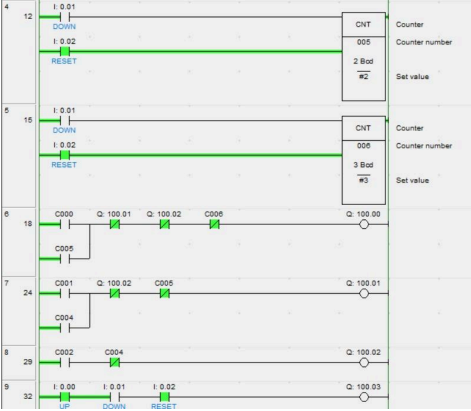 4 I: 0.01
12 DOWN CNT Counter
I: 0.02 005 Counter number
RESET 2 Bcd
#2 Set value
5 I: 0.01
15 DOWN CNT Counter
I: 0.02 006 Counter number
RESET 3 Bcd
#3 Set value
6 C000 Q: 100.01 Q: 100.02 C006 Q: 100.00
18
C005
7 C001 Q: 100.02 C005 Q: 100.01
24
C004
8 C002 C004 Q: 100.02
29
9 I: 0.00 I: 0.01 I: 0.02 Q: 100.03
32
UP DOWN RESET